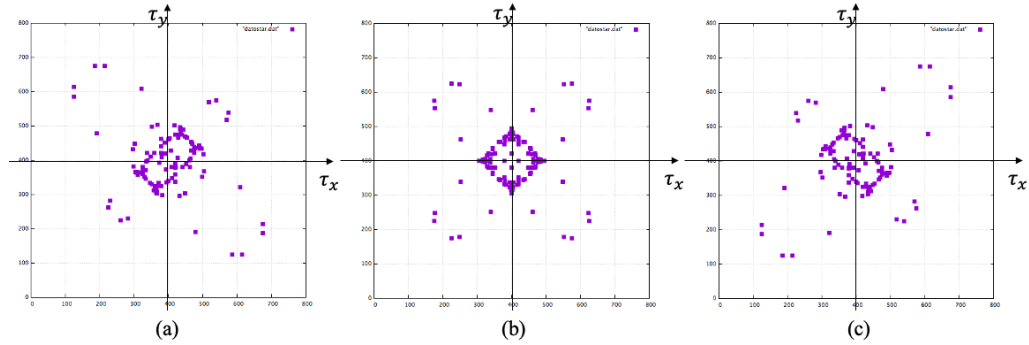 τy τy τy
800 "datostar.dat" 800 "datostar.dat" 800 "datostar.dat"
700 700 700
600 600 600
500 500 500
400 400 400
τx τx τx
300 300 300
200 200 200
100 100 100
0 0 0
0 100 200 300 400 500 600 700 800 0 100 200 300 400 500 600 700 800 0 100 200 300 400 500 600 700 800
(a) (b) (c)